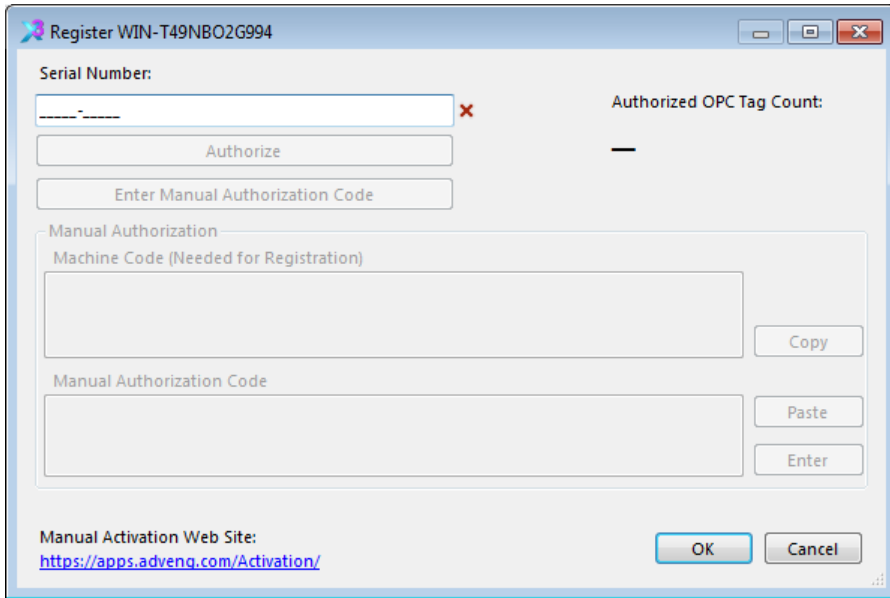 Register WIN-T49NBO2G994
Serial Number:
_____-_____
Authorized OPC Tag Count:
Authorize
Enter Manual Authorization Code
Manual Authorization
Machine Code (Needed for Registration)
Copy
Manual Authorization Code
Paste
Enter
Manual Activation Web Site:
https://apps.adveng.com/Activation/
OK
Cancel